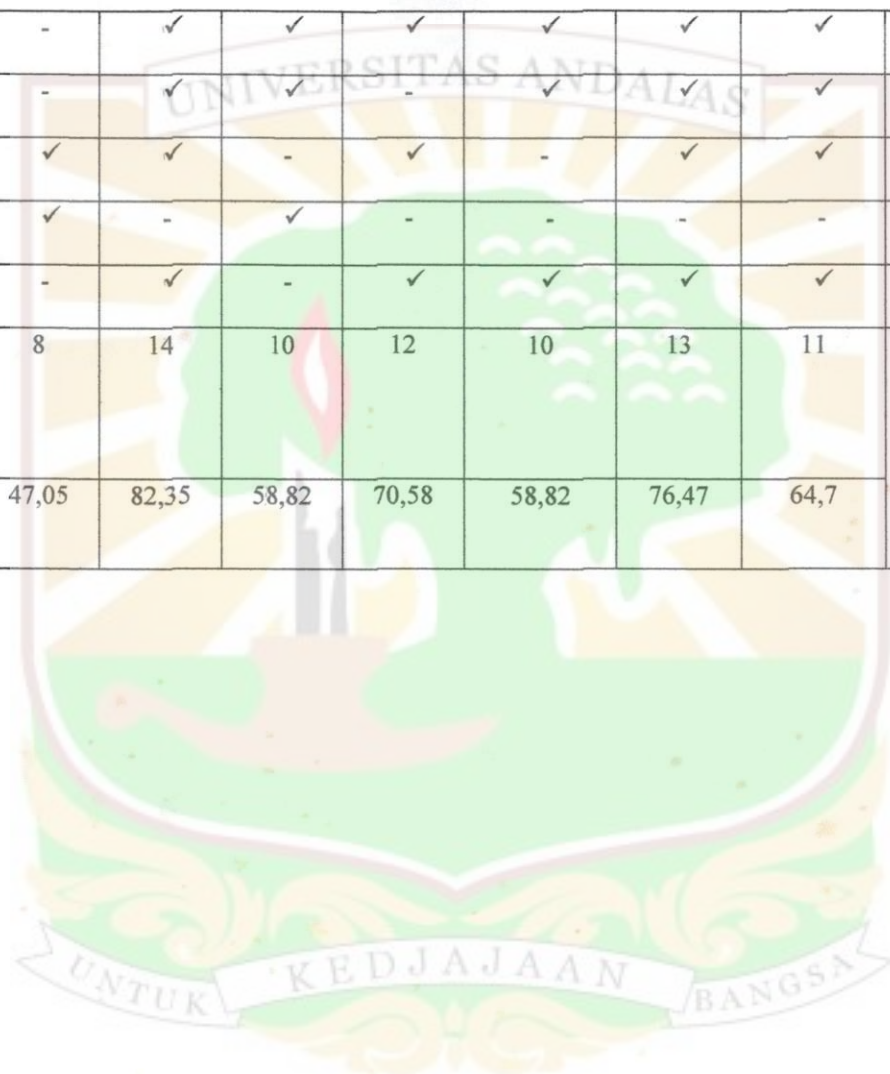 - ✓ ✓ ✓ ✓ ✓ ✓
UNIVERSITAS ANDALAS
- ✓ ✓ - ✓ ✓ ✓
✓ ✓ - ✓ - ✓ ✓
✓ - ✓ - - - -
- ✓ - ✓ ✓ ✓ ✓
8 14 10 12 10 13 11
47,05 82,35 58,82 70,58 58,82 76,47 64,7
UNTUK KEDJAJAAN BANGSA